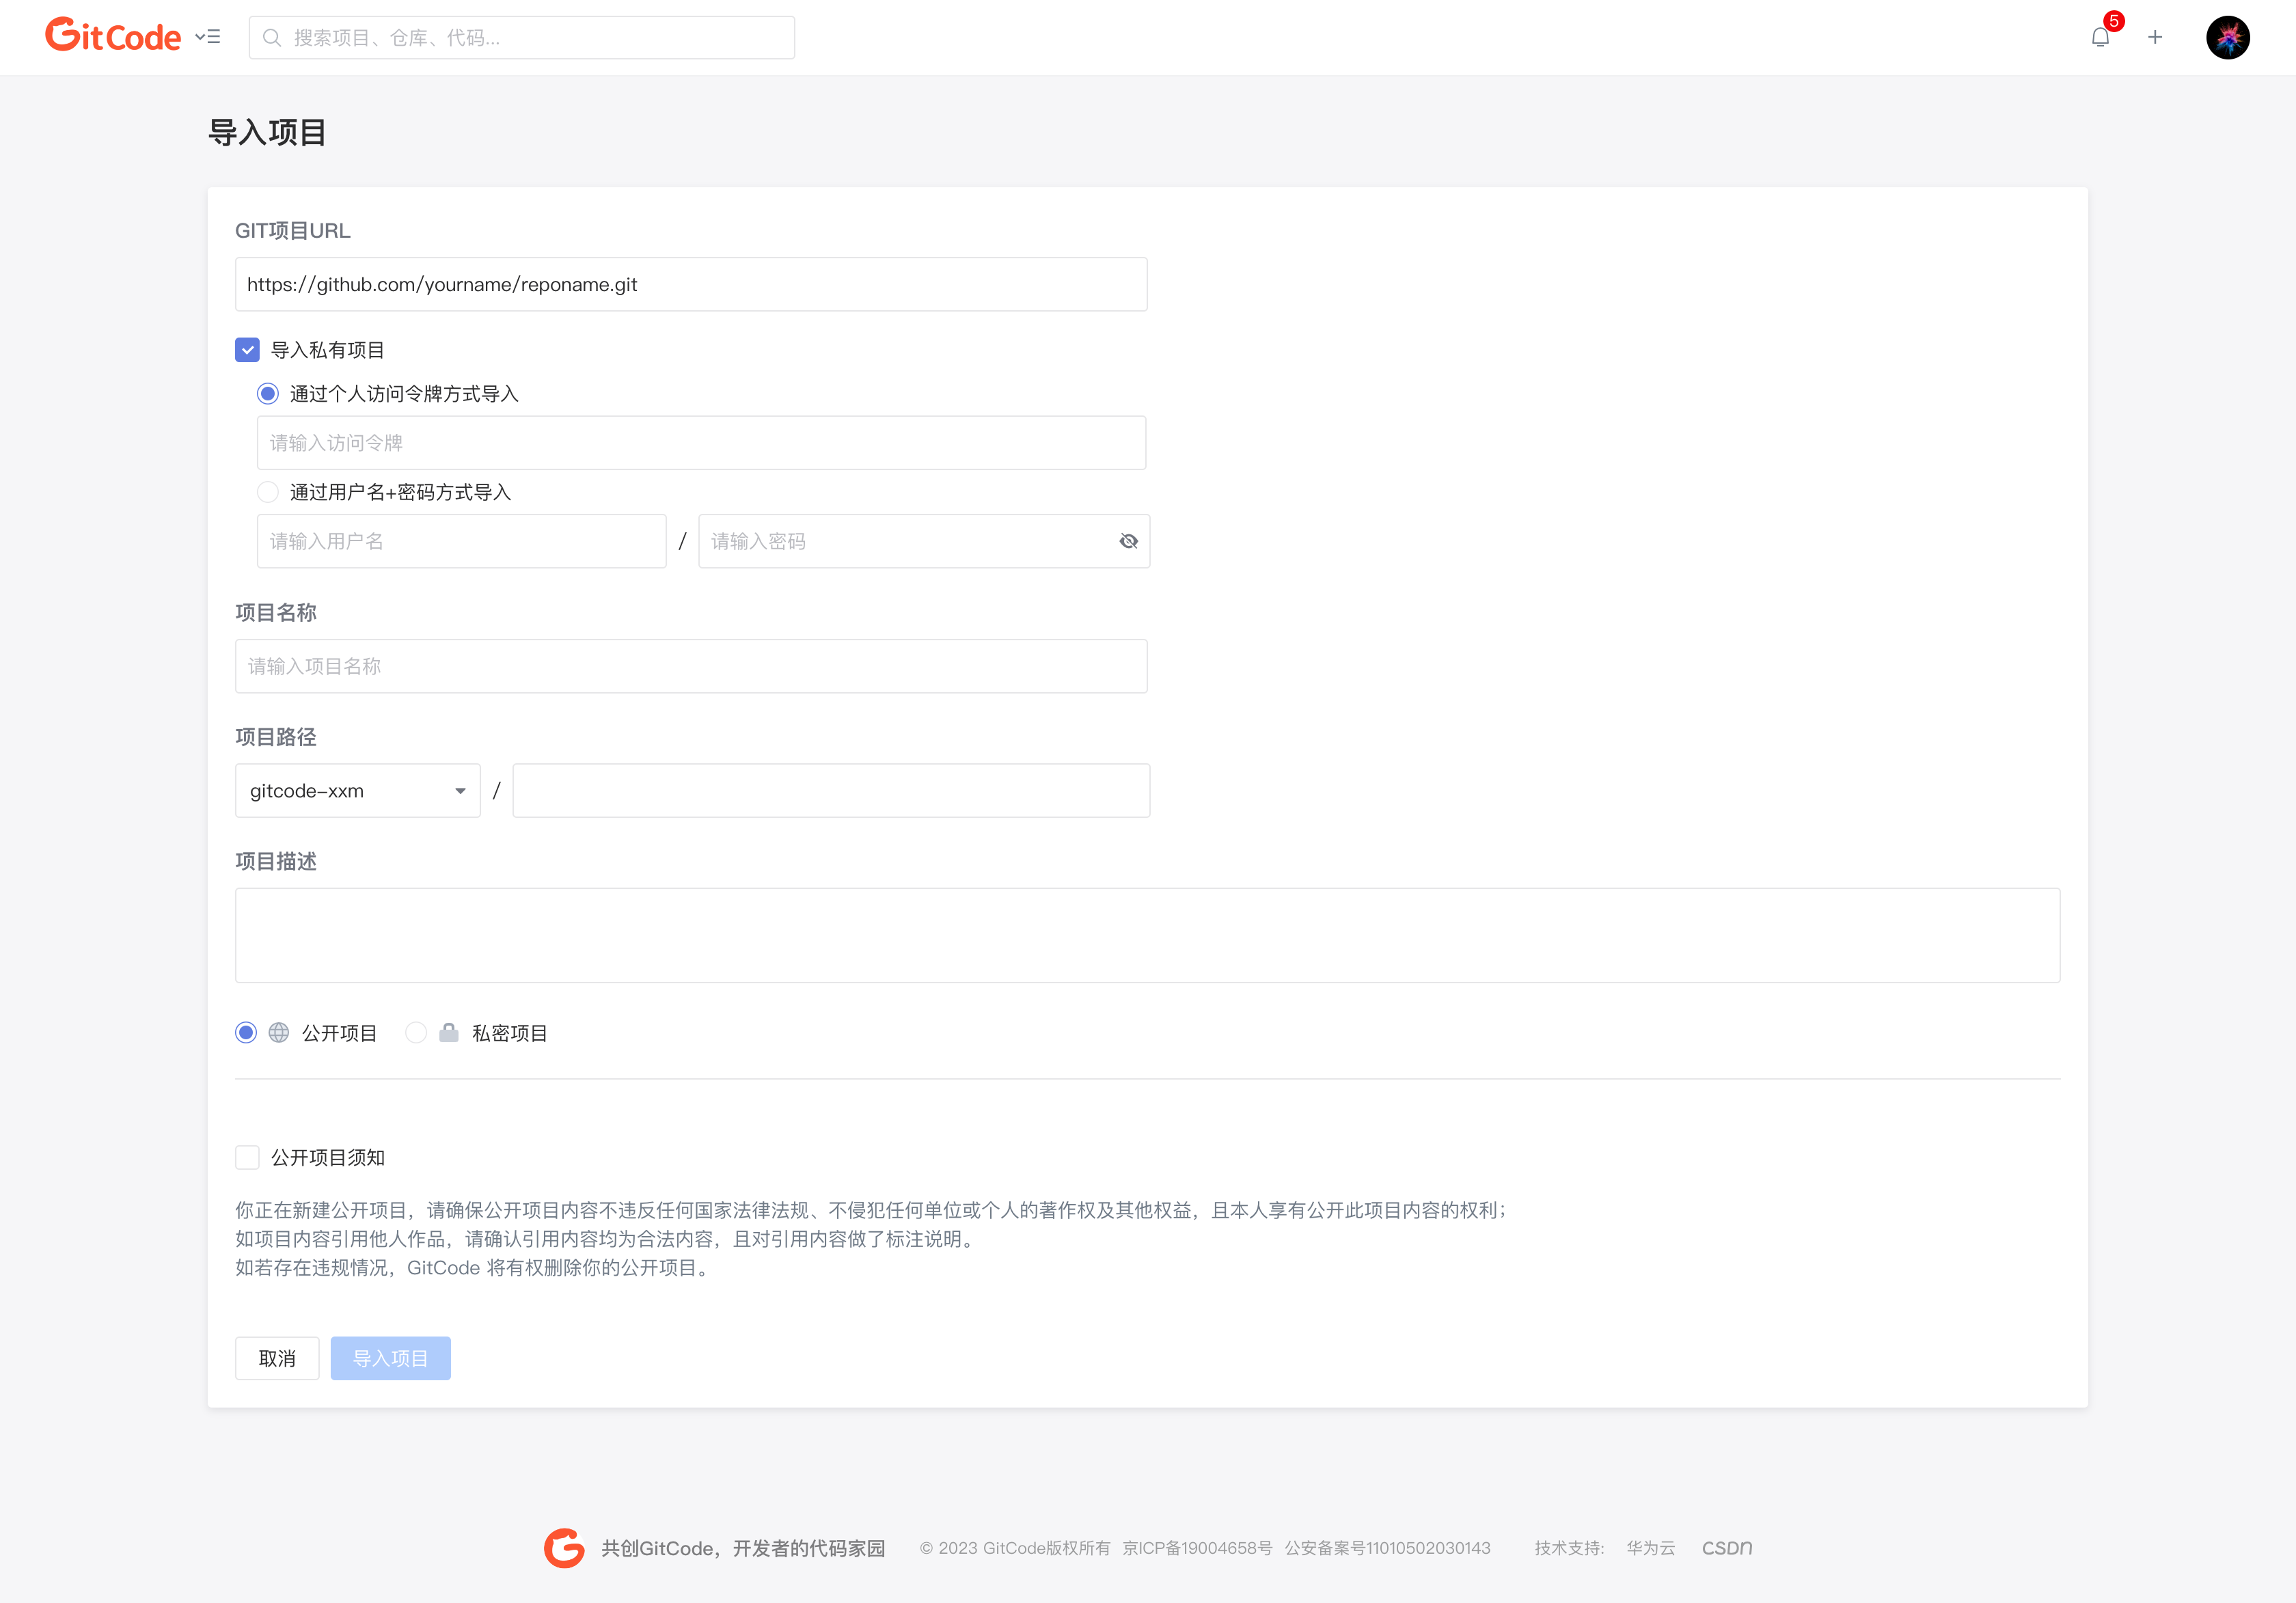 GitCode
搜索项目、仓库、代码...
5
导入项目
GIT项目URL
https://github.com/yourname/reponame.git
导入私有项目
通过个人访问令牌方式导入
请输入访问令牌
通过用户名+密码方式导入
请输入用户名 / 请输入密码
项目名称
请输入项目名称
项目路径
gitcode-xxm /
项目描述
公开项目 私密项目
公开项目须知
你正在新建公开项目，请确保公开项目内容不违反任何国家法律法规、不侵犯任何单位或个人的著作权及其他权益，且本人享有公开此项目内容的权利；
如项目内容引用他人作品，请确认引用内容均为合法内容，且对引用内容做了标注说明。
如若存在违规情况，GitCode 将有权删除你的公开项目。
取消 导入项目
共创GitCode，开发者的代码家园 © 2023 GitCode版权所有 京ICP备19004658号 公安备案号11010502030143 技术支持: 华为云 CSDN